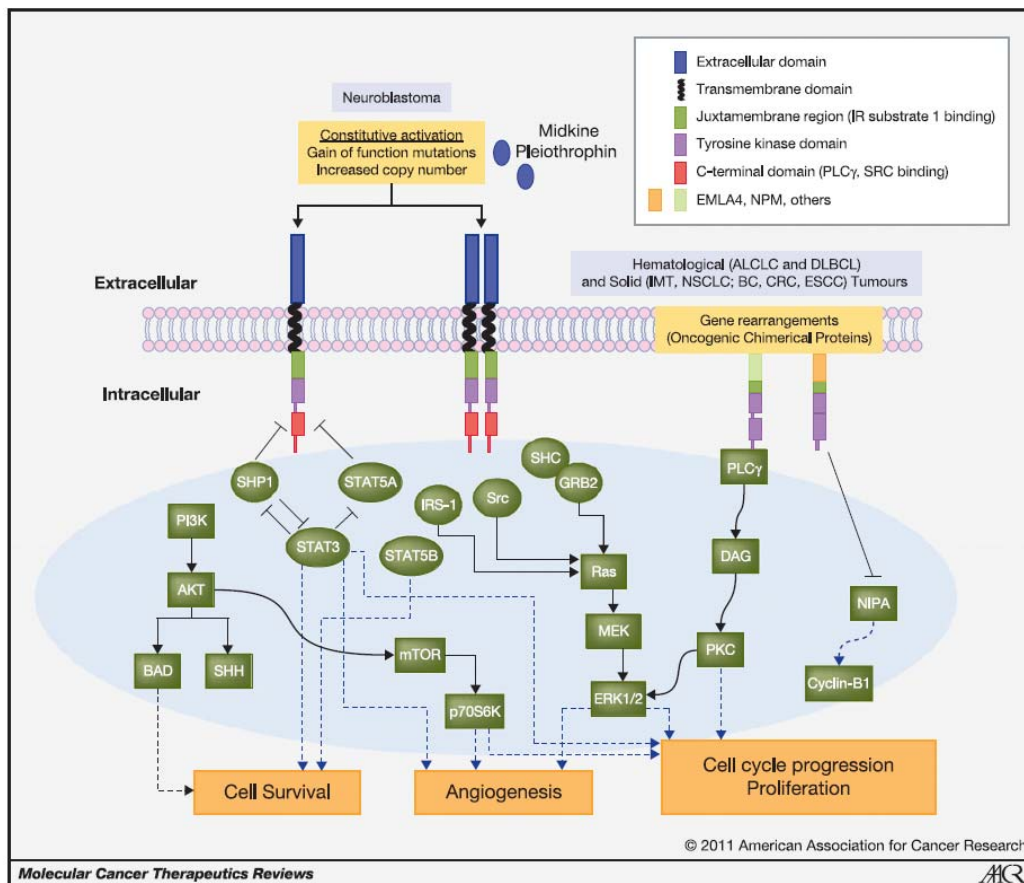 Neuroblastoma
Constitutive activation
Gain of function mutations
Increased copy number
Midkine
Pleiothrophin
Extracellular domain
Transmembrane domain
Juxtamembrane region (IR substrate 1 binding)
Tyrosine kinase domain
C-terminal domain (PLCγ, SRC binding)
EMLA4, NPM, others
Extracellular
Hematological (ALCLC and DLBCL)
and Solid (IMT, NSCLC; BC, CRC, ESCC) Tumours
Gene rearrangements
(Oncogenic Chimerical Proteins)
Intracellular
SHP1
STAT5A
SHC
GRB2
PLCγ
IRS-1
Src
PI3K
STAT3
STAT5B
Ras
DAG
AKT
NIPA
MEK
mTOR
PKC
BAD
SHH
Cyclin-B1
p70S6K
ERK1/2
Cell Survival
Angiogenesis
Cell cycle progression
Proliferation
© 2011 American Association for Cancer Research
Molecular Cancer Therapeutics Reviews
AACR